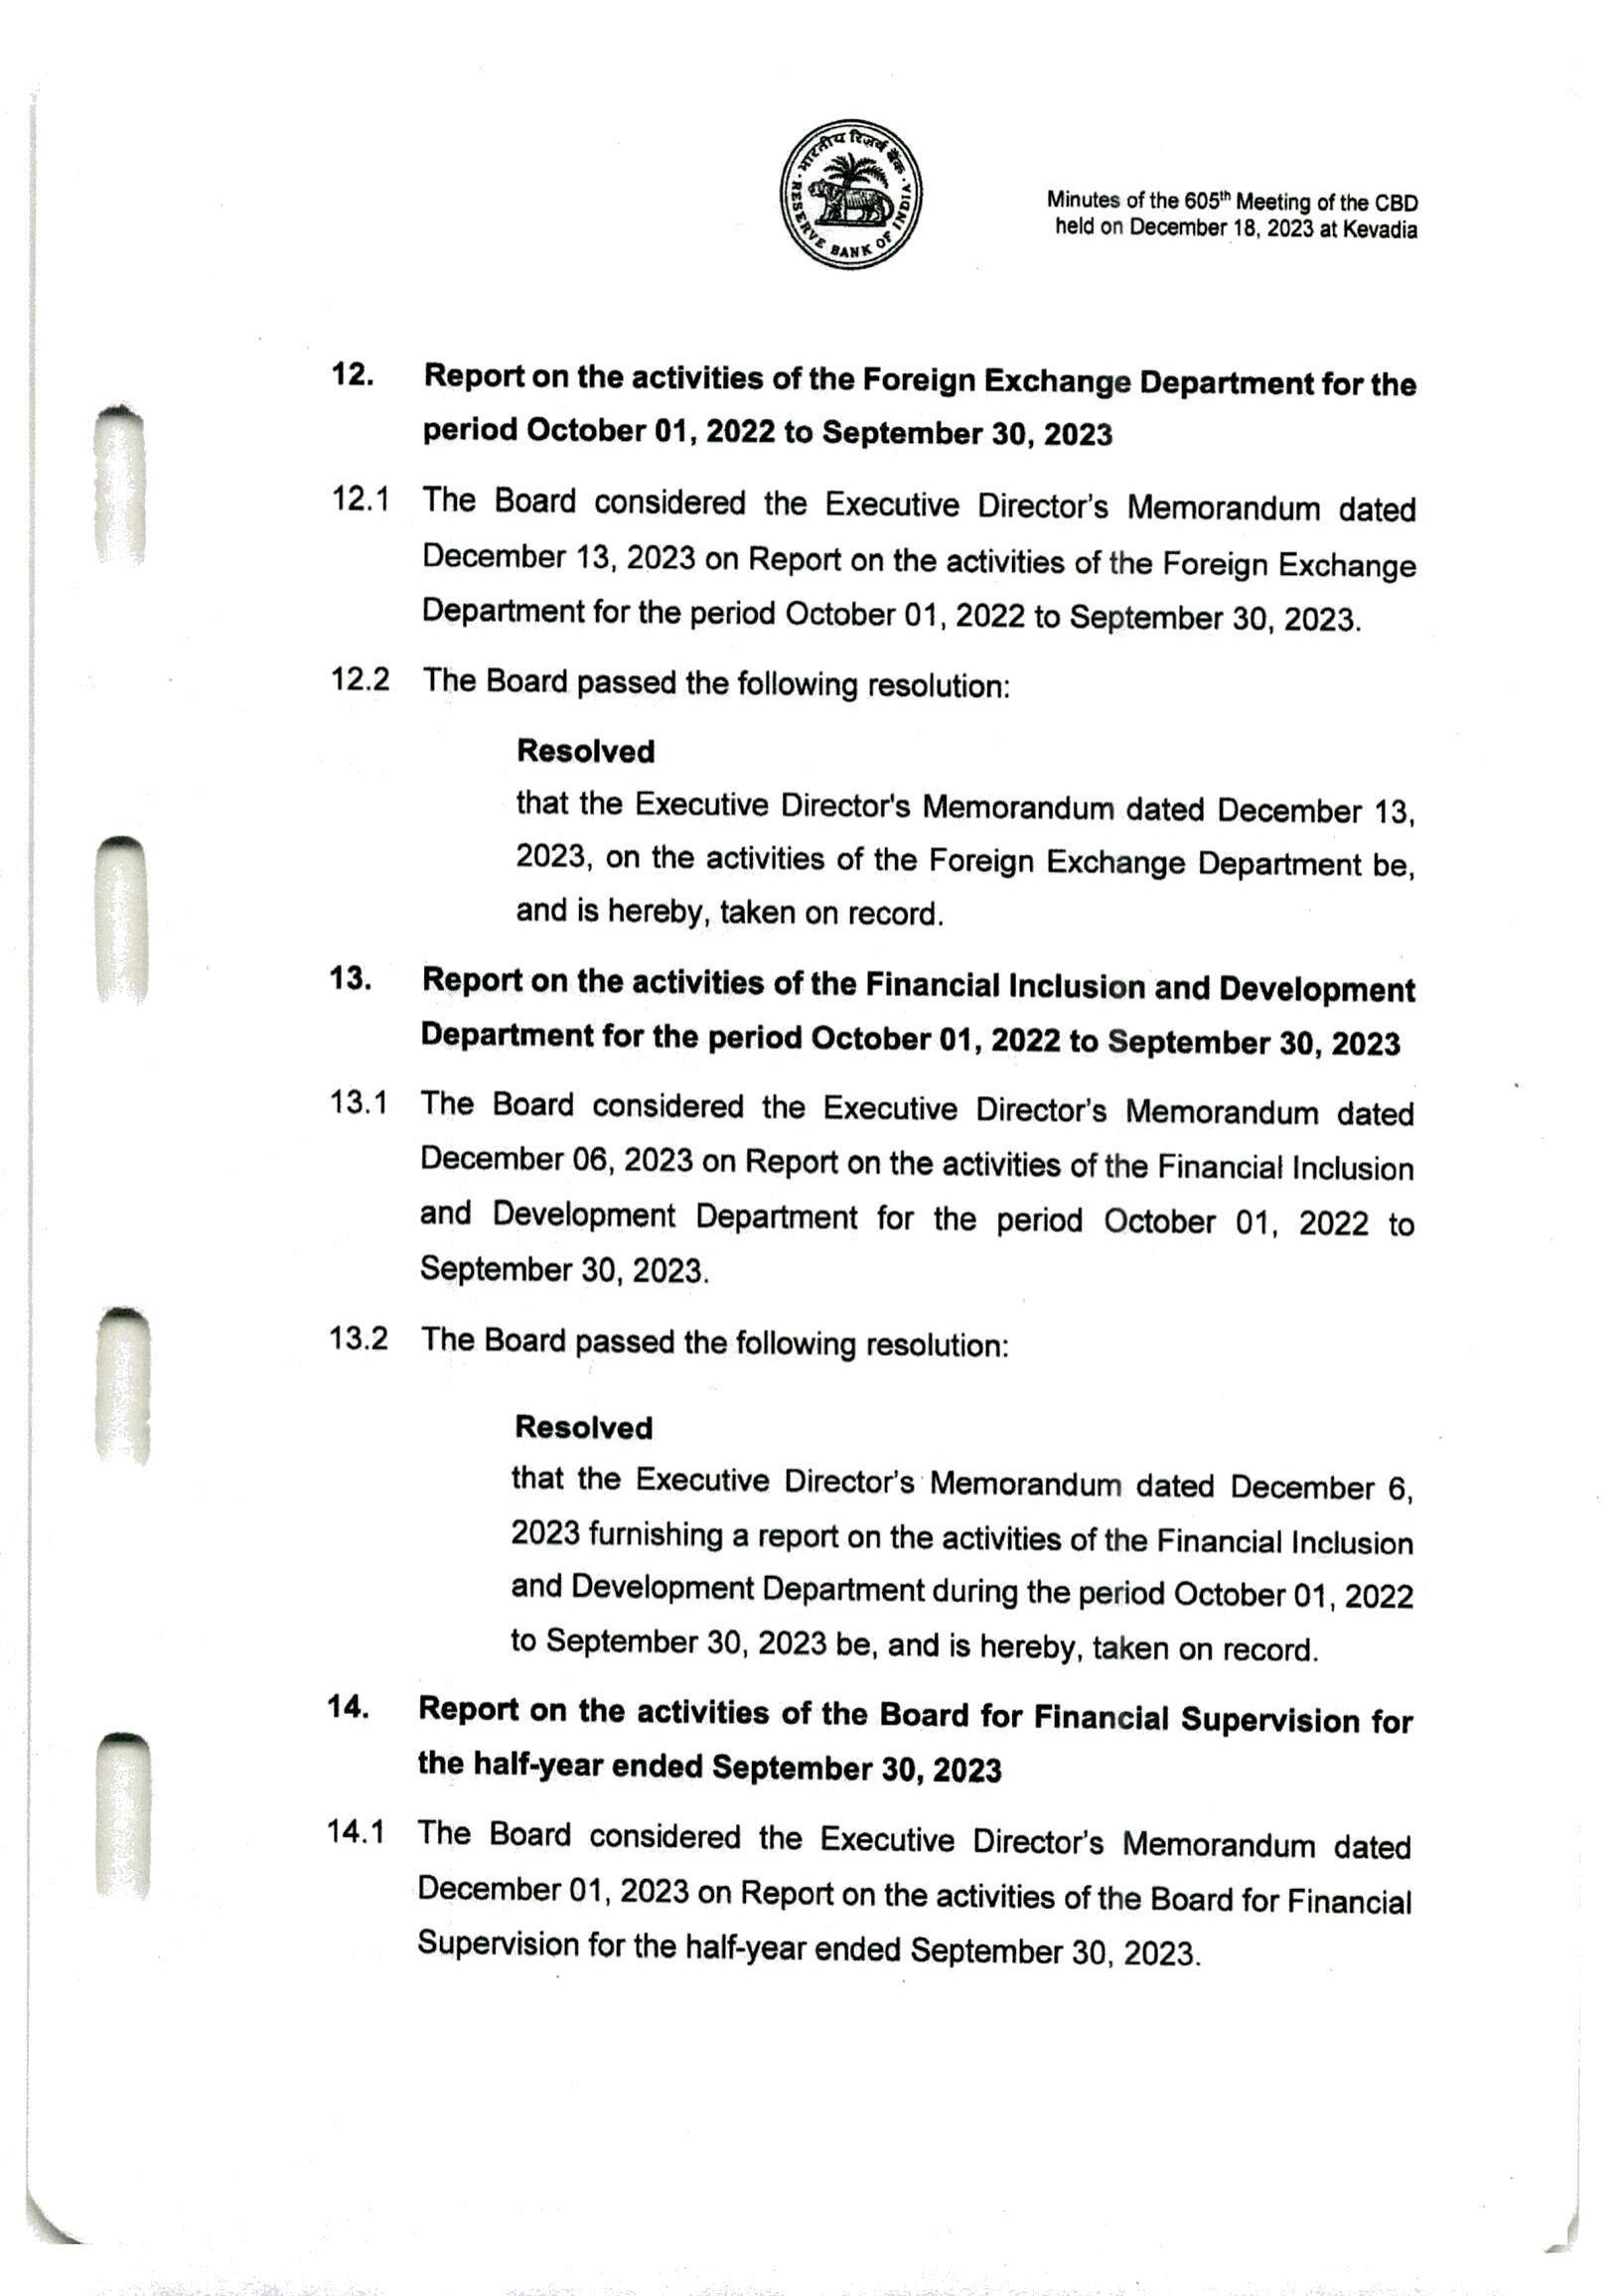 भारतीय रिज़र्व बैंक
RESERVE BANK OF INDIA
Minutes of the 605th Meeting of the CBD
held on December 18, 2023 at Kevadia
12. Report on the activities of the Foreign Exchange Department for the
period October 01, 2022 to September 30, 2023
12.1 The Board considered the Executive Director's Memorandum dated
December 13, 2023 on Report on the activities of the Foreign Exchange
Department for the period October 01, 2022 to September 30, 2023.
12.2 The Board passed the following resolution:
Resolved
that the Executive Director's Memorandum dated December 13,
2023, on the activities of the Foreign Exchange Department be,
and is hereby, taken on record.
13. Report on the activities of the Financial Inclusion and Development
Department for the period October 01, 2022 to September 30, 2023
13.1 The Board considered the Executive Director's Memorandum dated
December 06, 2023 on Report on the activities of the Financial Inclusion
and Development Department for the period October 01, 2022 to
September 30, 2023.
13.2 The Board passed the following resolution:
Resolved
that the Executive Director's Memorandum dated December 6,
2023 furnishing a report on the activities of the Financial Inclusion
and Development Department during the period October 01, 2022
to September 30, 2023 be, and is hereby, taken on record.
14. Report on the activities of the Board for Financial Supervision for
the half-year ended September 30, 2023
14.1 The Board considered the Executive Director's Memorandum dated
December 01, 2023 on Report on the activities of the Board for Financial
Supervision for the half-year ended September 30, 2023.